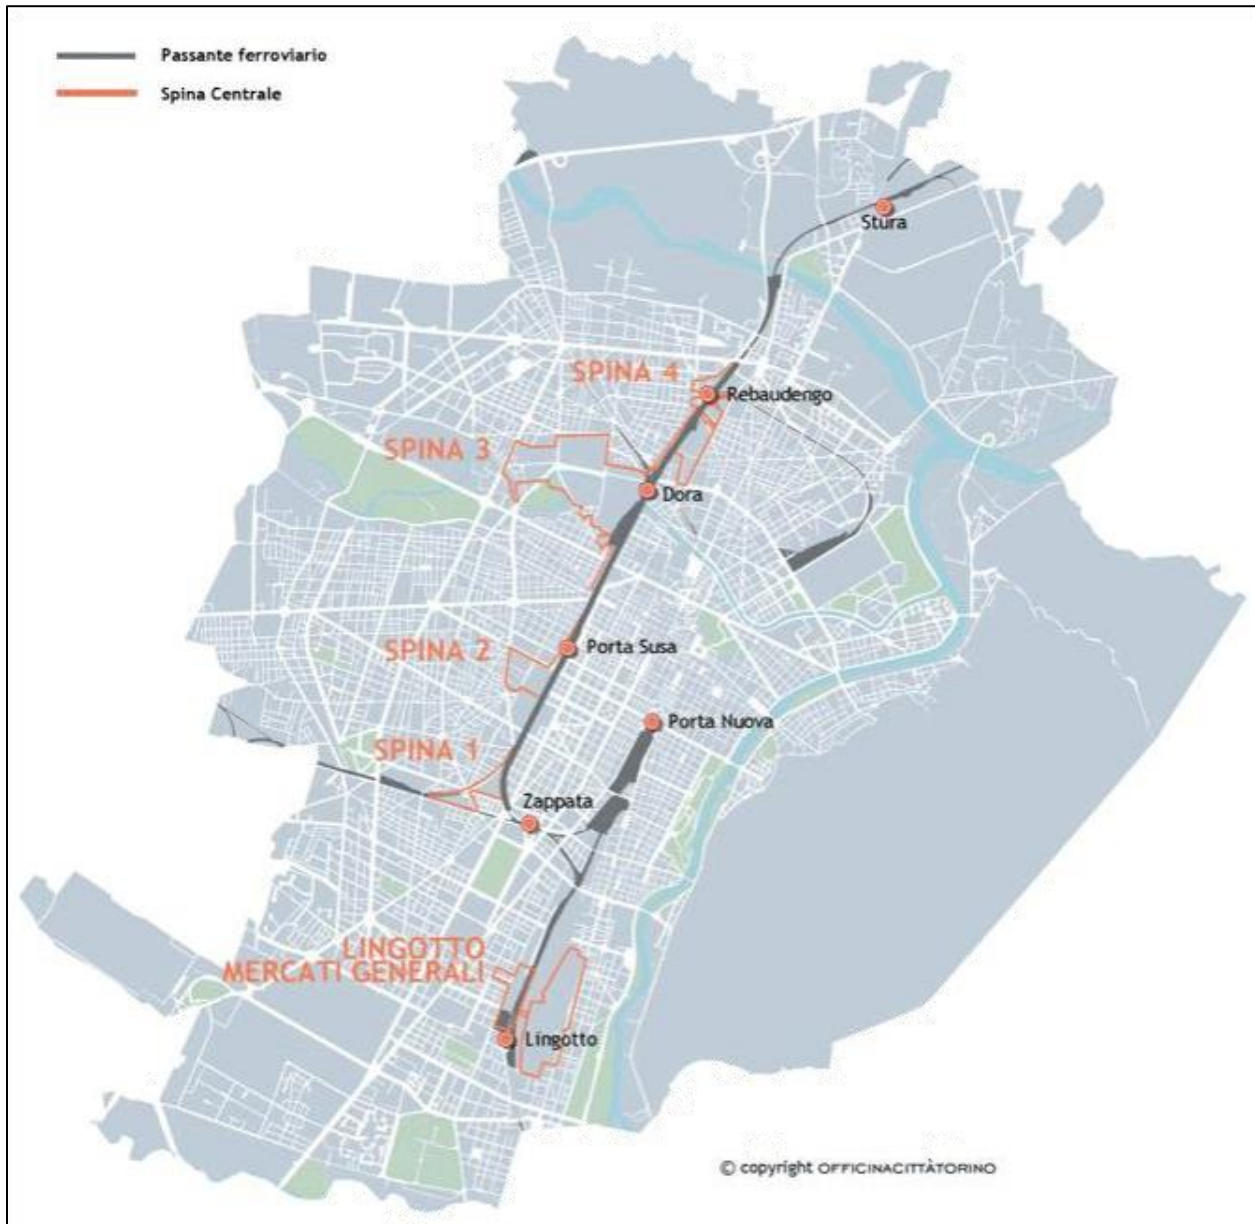 Passante ferroviario
Spina Centrale
Stura
SPINA 4
Rebaudengo
SPINA 3
Dora
SPINA 2
Porta Susa
Porta Nuova
SPINA 1
Zappata
LINGOTTO
MERCATI GENERALI
Lingotto
© copyright OFFICINACITTÀTORINO